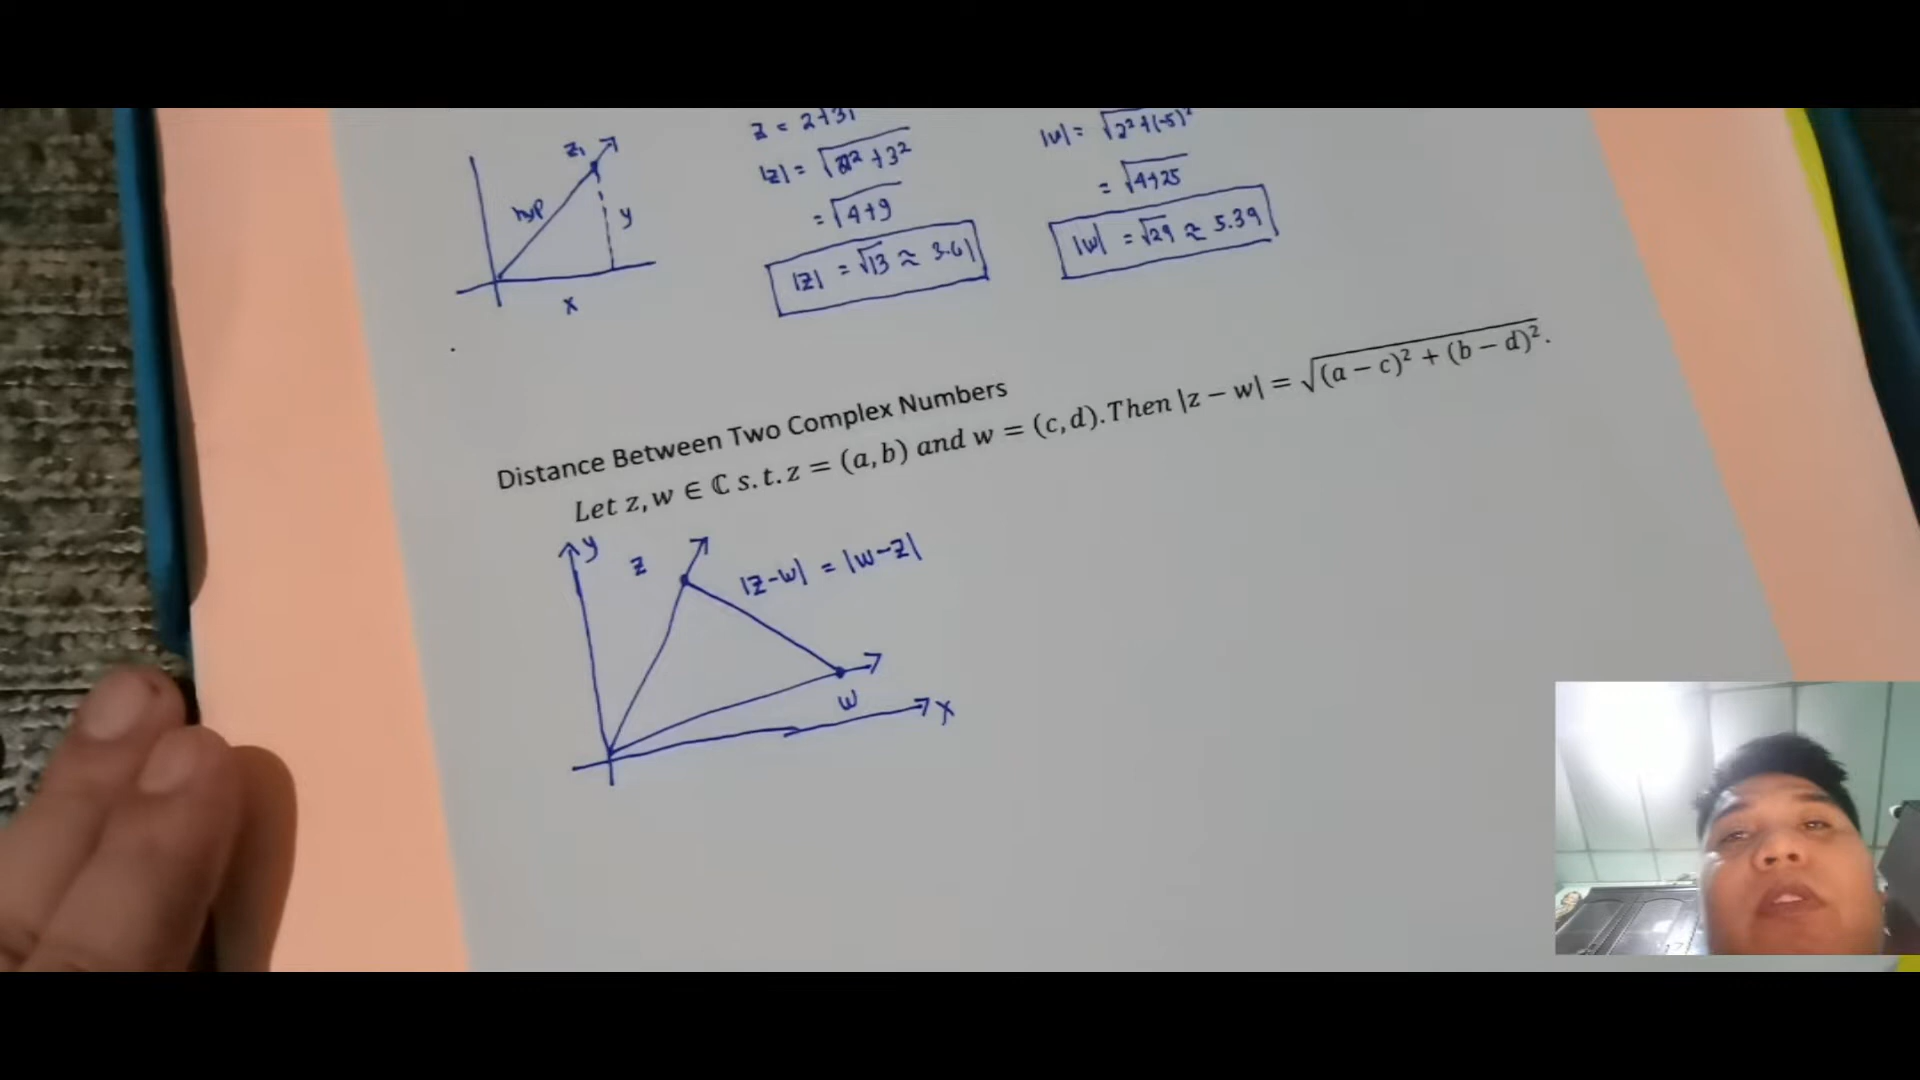 z = 2+3i
|z| = √2² + 3²
= √4+9
|z| = √13 ≈ 3.61
|w| = √2²+(-5)²
= √4+25
|w| = √29 ≈ 5.39
z₁
hyp
y
x
Distance Between Two Complex Numbers
Let z, w ∈ ℂ s.t. z = (a, b) and w = (c, d). Then |z − w| = √(a − c)² + (b − d)².
y
z
|z-w| = |w-z|
w
x